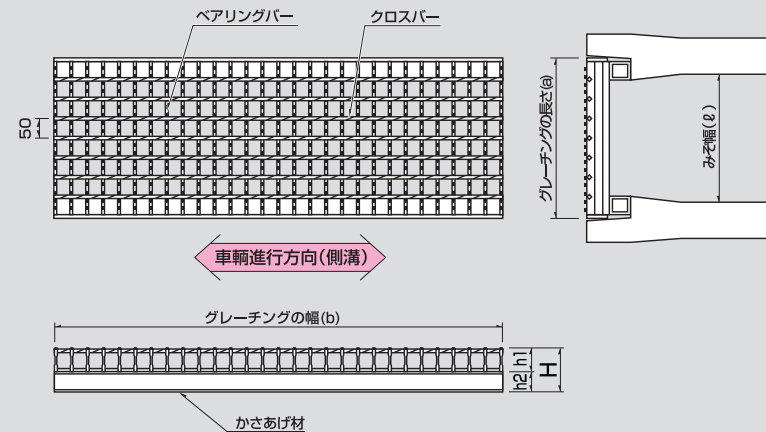 ベアリングバー
クロスバー
50
グレーチングの長さ(a)
みぞ幅(ℓ)
車輌進行方向(側溝)
グレーチングの幅(b)
h1
h2
H
かさあげ材